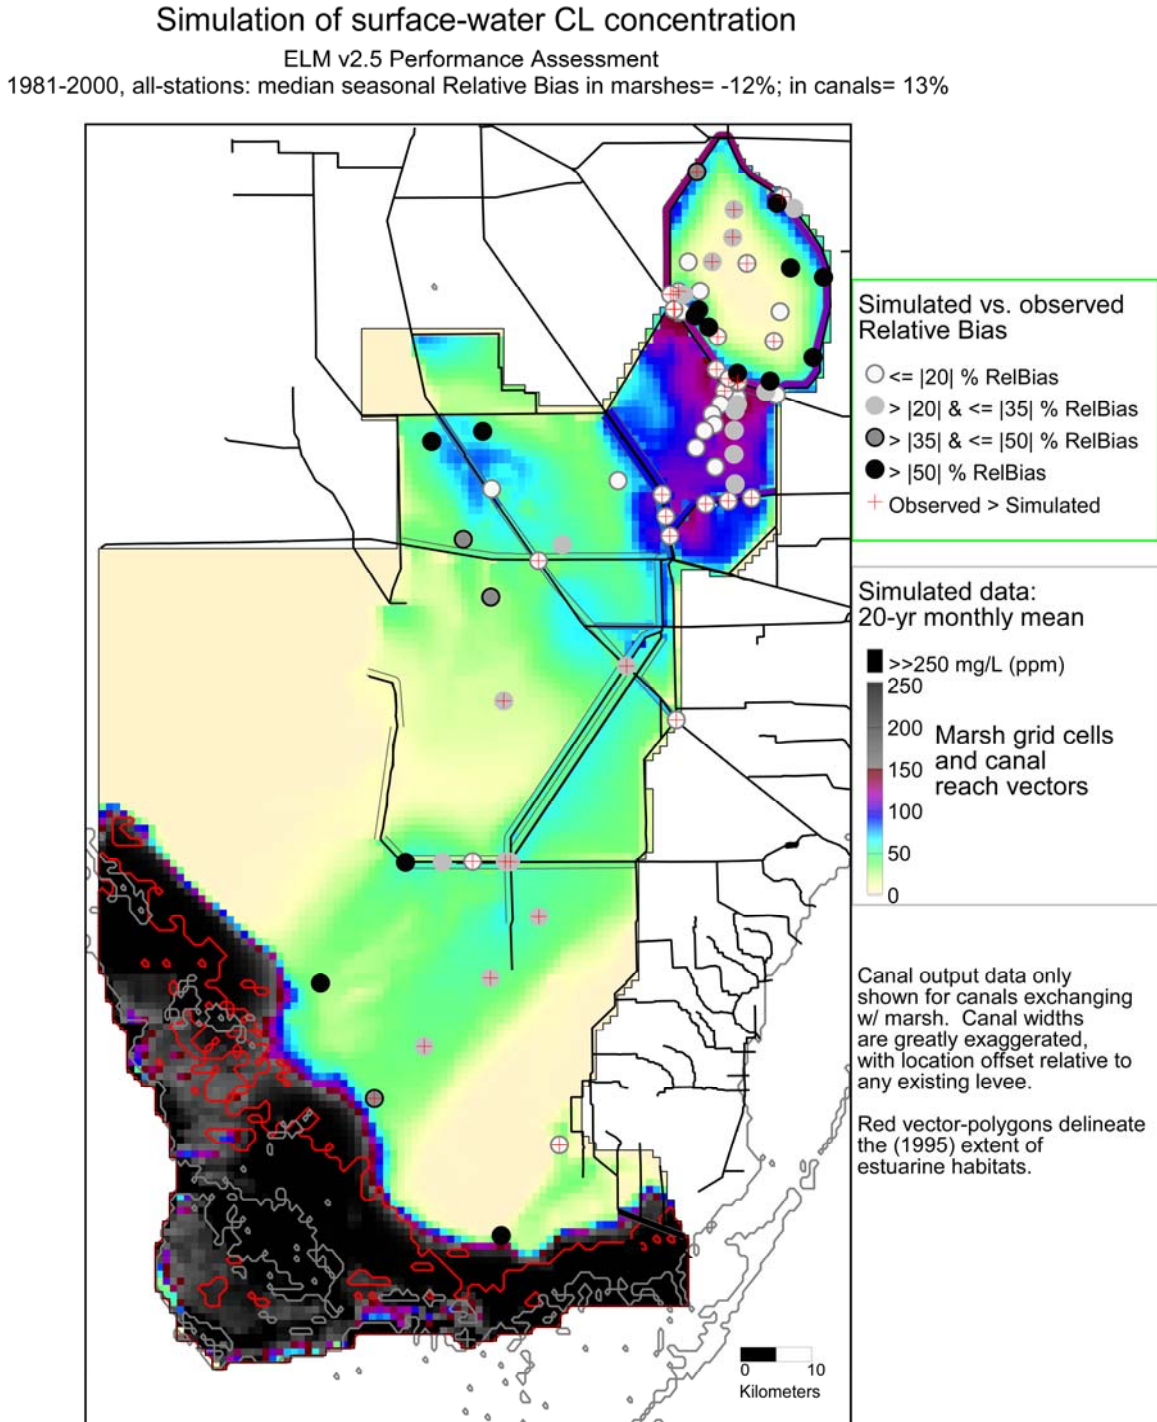 Simulation of surface-water CL concentration
ELM v2.5 Performance Assessment
1981-2000, all-stations: median seasonal Relative Bias in marshes= -12%; in canals= 13%
Simulated vs. observed
Relative Bias
<= |20| % RelBias
> |20| & <= |35| % RelBias
> |35| & <= |50| % RelBias
> |50| % RelBias
Observed > Simulated
Simulated data:
20-yr monthly mean
>>250 mg/L (ppm)
250
200
150
100
50
0
Marsh grid cells
and canal
reach vectors
Canal output data only
shown for canals exchanging
w/ marsh. Canal widths
are greatly exaggerated,
with location offset relative to
any existing levee.
Red vector-polygons delineate
the (1995) extent of
estuarine habitats.
0 10
Kilometers